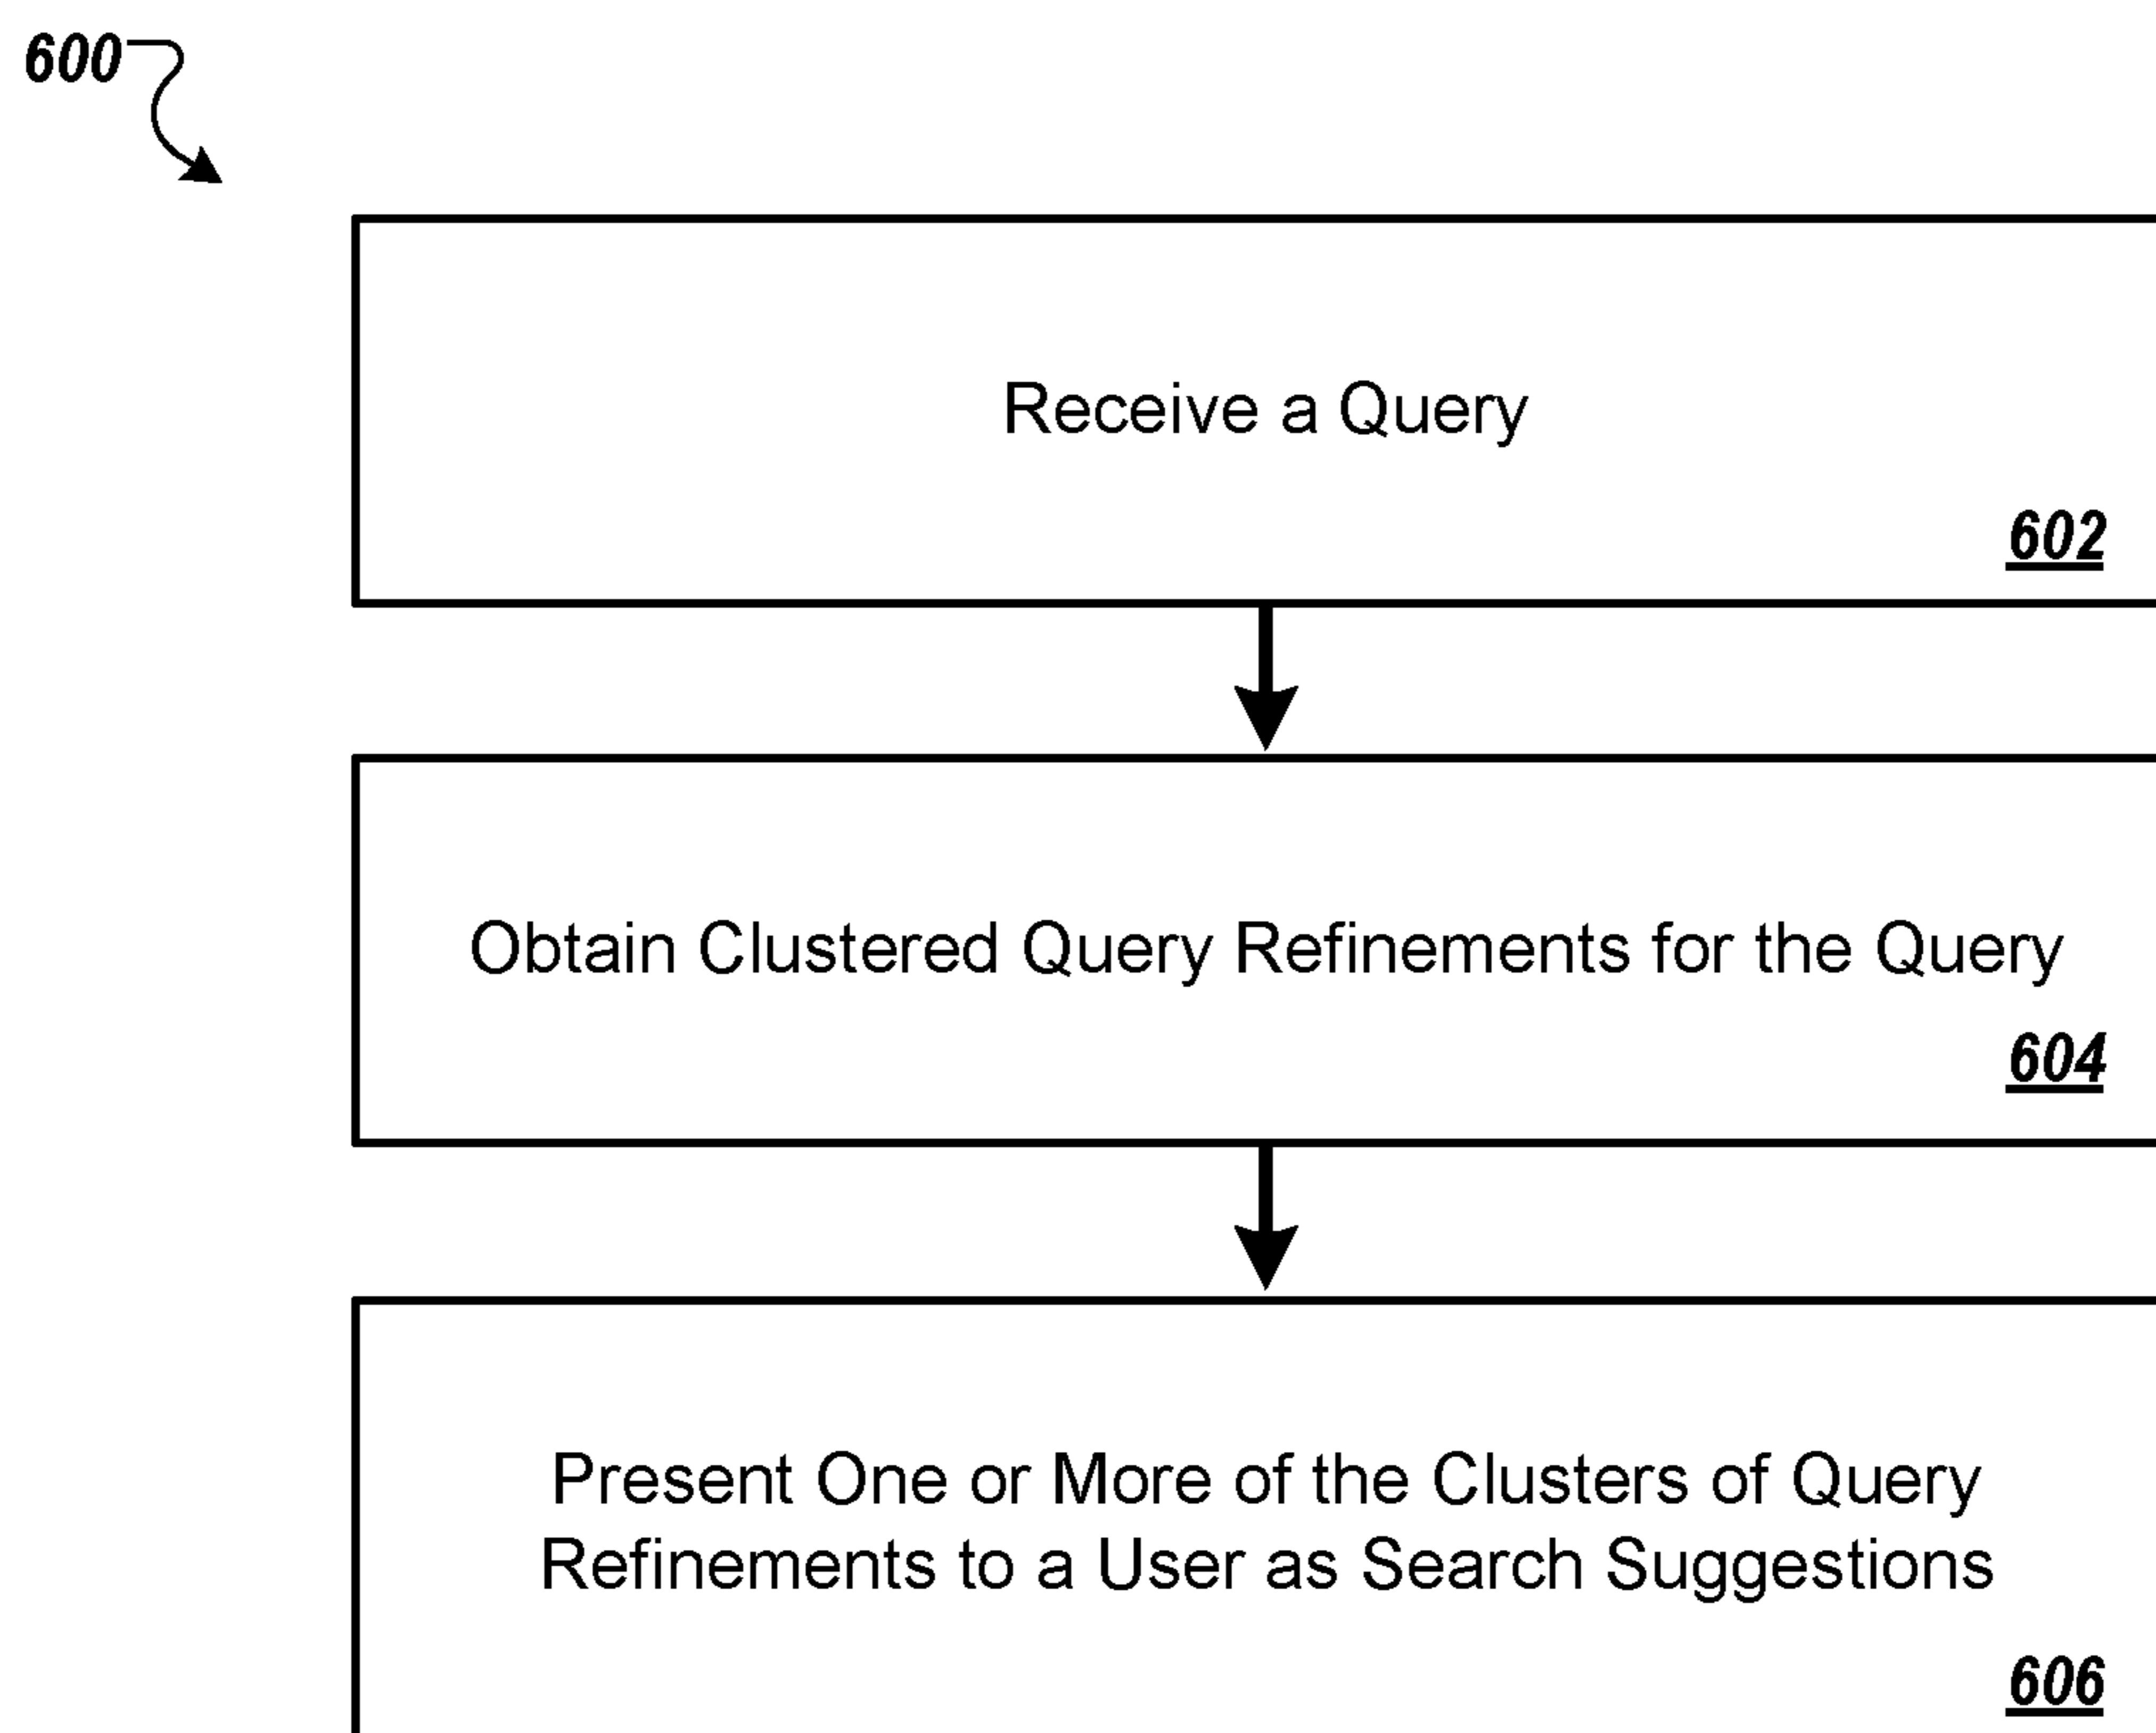 600
Receive a Query
602
Obtain Clustered Query Refinements for the Query
604
Present One or More of the Clusters of Query
Refinements to a User as Search Suggestions
606